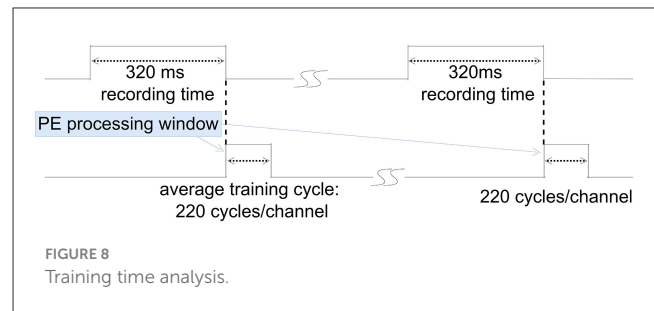 320 ms
recording time
320ms
recording time
PE processing window
average training cycle:
220 cycles/channel
220 cycles/channel
FIGURE 8
Training time analysis.